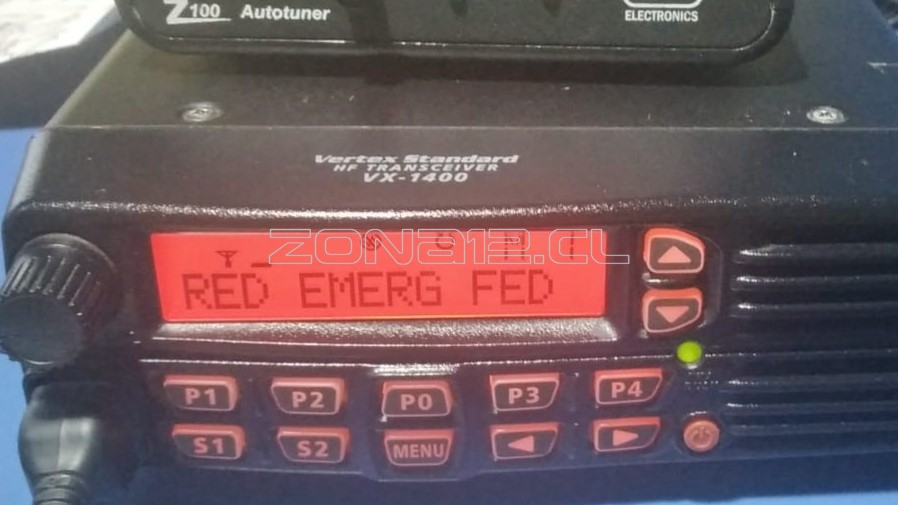 Z100 Autotuner
ELECTRONICS
Vertex Standard
HF TRANSCEIVER
VX-1400
ZONA13.CL
RED EMERG FED
P1 P2 P0 P3 P4
S1 S2 MENU